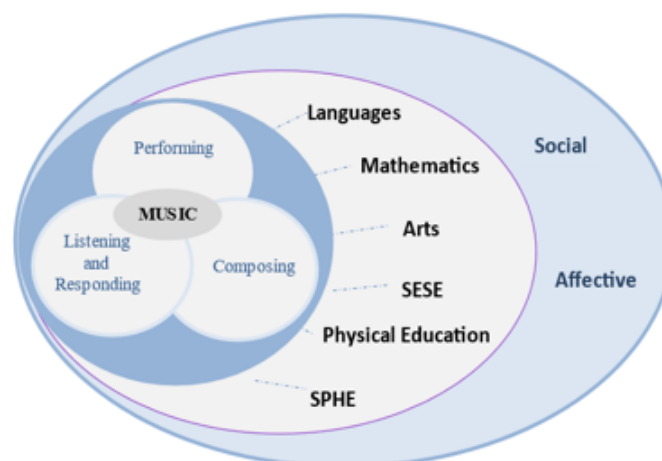 Performing
MUSIC
Listening
and
Responding
Composing
Languages
Mathematics
Arts
SESE
Physical Education
SPHE
Social
Affective